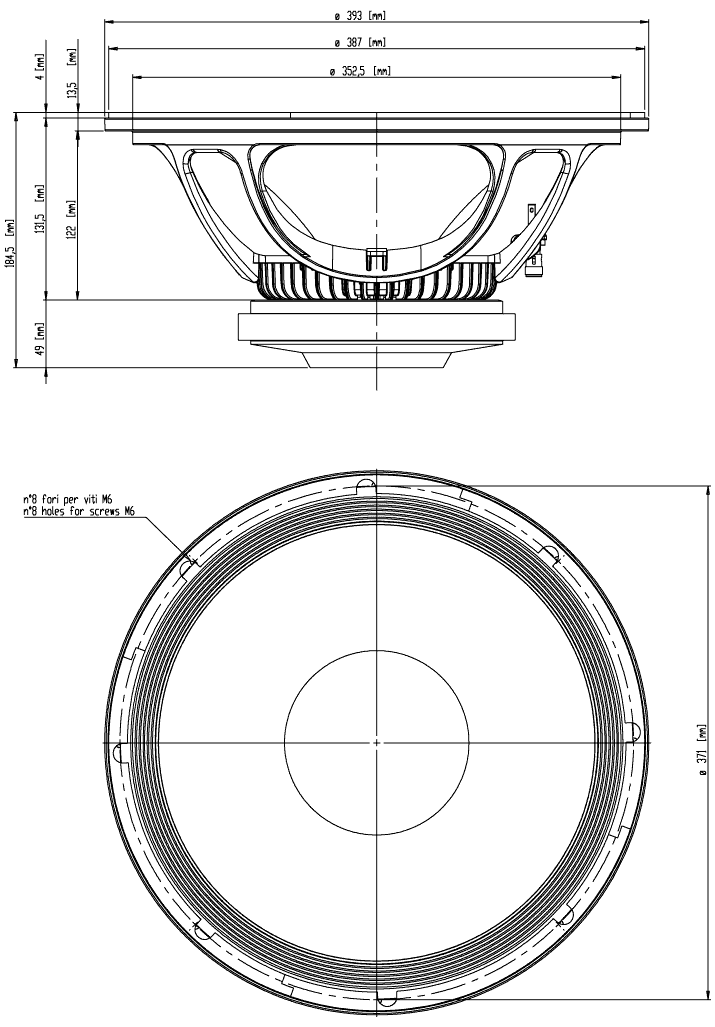 ø 393 [mm]
ø 387 [mm]
ø 352,5 [mm]
4 [mm]
13,5 [mm]
184,5 [mm]
131,5 [mm]
122 [mm]
49 [mm]
n°8 fori per viti M6
n°8 holes for screws M6
ø 371 [mm]